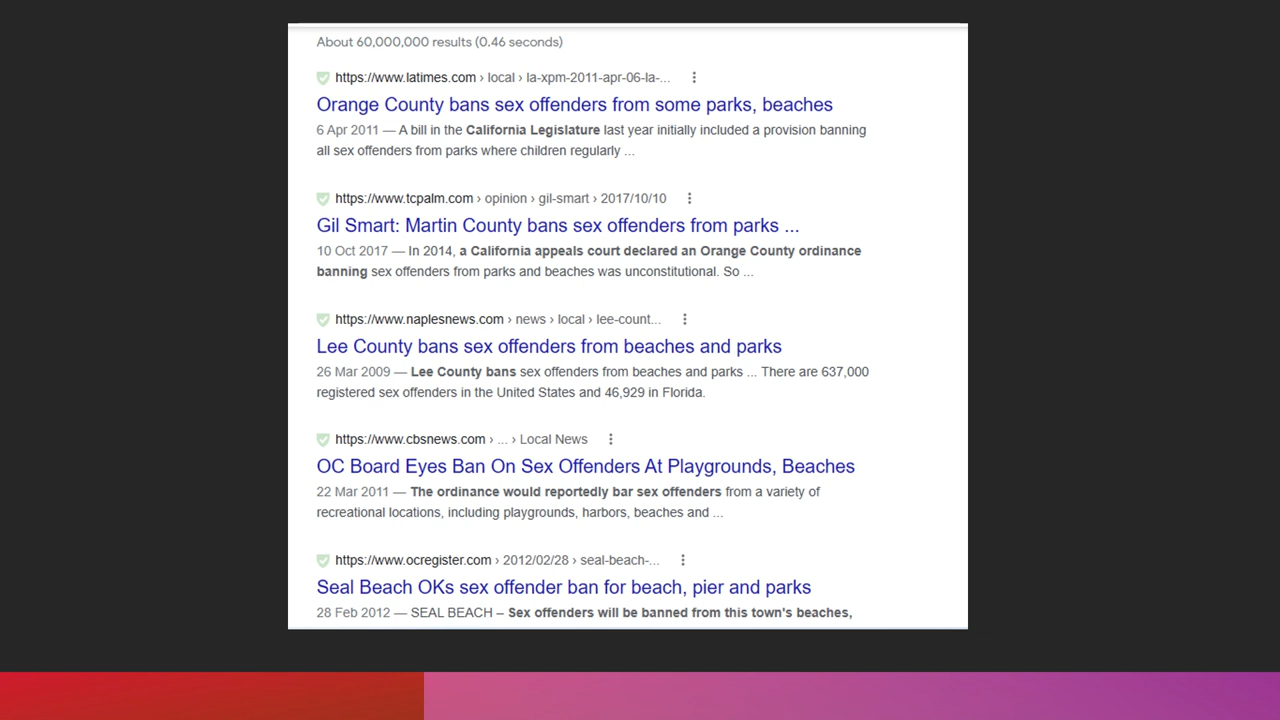 About 60,000,000 results (0.46 seconds)
https://www.latimes.com › local › la-xpm-2011-apr-06-la-...
Orange County bans sex offenders from some parks, beaches
6 Apr 2011 — A bill in the California Legislature last year initially included a provision banning
all sex offenders from parks where children regularly ...
https://www.tcpalm.com › opinion › gil-smart › 2017/10/10
Gil Smart: Martin County bans sex offenders from parks ...
10 Oct 2017 — In 2014, a California appeals court declared an Orange County ordinance
banning sex offenders from parks and beaches was unconstitutional. So ...
https://www.naplesnews.com › news › local › lee-count...
Lee County bans sex offenders from beaches and parks
26 Mar 2009 — Lee County bans sex offenders from beaches and parks ... There are 637,000
registered sex offenders in the United States and 46,929 in Florida.
https://www.cbsnews.com › ... › Local News
OC Board Eyes Ban On Sex Offenders At Playgrounds, Beaches
22 Mar 2011 — The ordinance would reportedly bar sex offenders from a variety of
recreational locations, including playgrounds, harbors, beaches and ...
https://www.ocregister.com › 2012/02/28 › seal-beach-...
Seal Beach OKs sex offender ban for beach, pier and parks
28 Feb 2012 — SEAL BEACH – Sex offenders will be banned from this town's beaches,